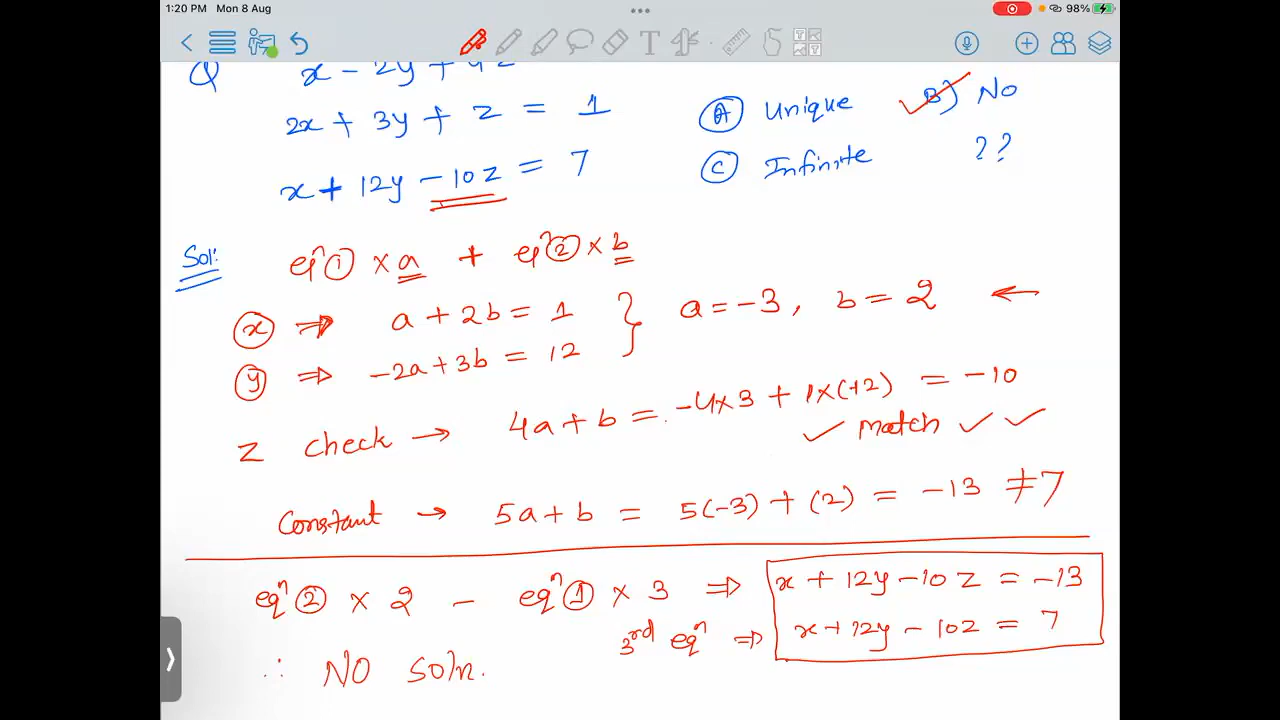 1:20 PM Mon 8 Aug
98%
T
Q x - 2y + 4z
2x + 3y + z = 1
(A) Unique B) No
x + 12y - 10z = 7
(C) Infinite ??
Sol:
eqⁿ ① × a + eqⁿ ② × b
(x) ⇒ a + 2b = 1 } a = -3, b = 2 ←
(y) ⇒ -2a + 3b = 12
z check → 4a + b = -4×3 + 1×(+2) = -10
✓ Match ✓ ✓
Constant → 5a + b = 5(-3) + (2) = -13 ≠ 7
eqⁿ ② × 2 - eqⁿ ① × 3 ⇒ x + 12y - 10z = -13
3rd eqⁿ ⇒ x + 12y - 10z = 7
∴ NO Soln.